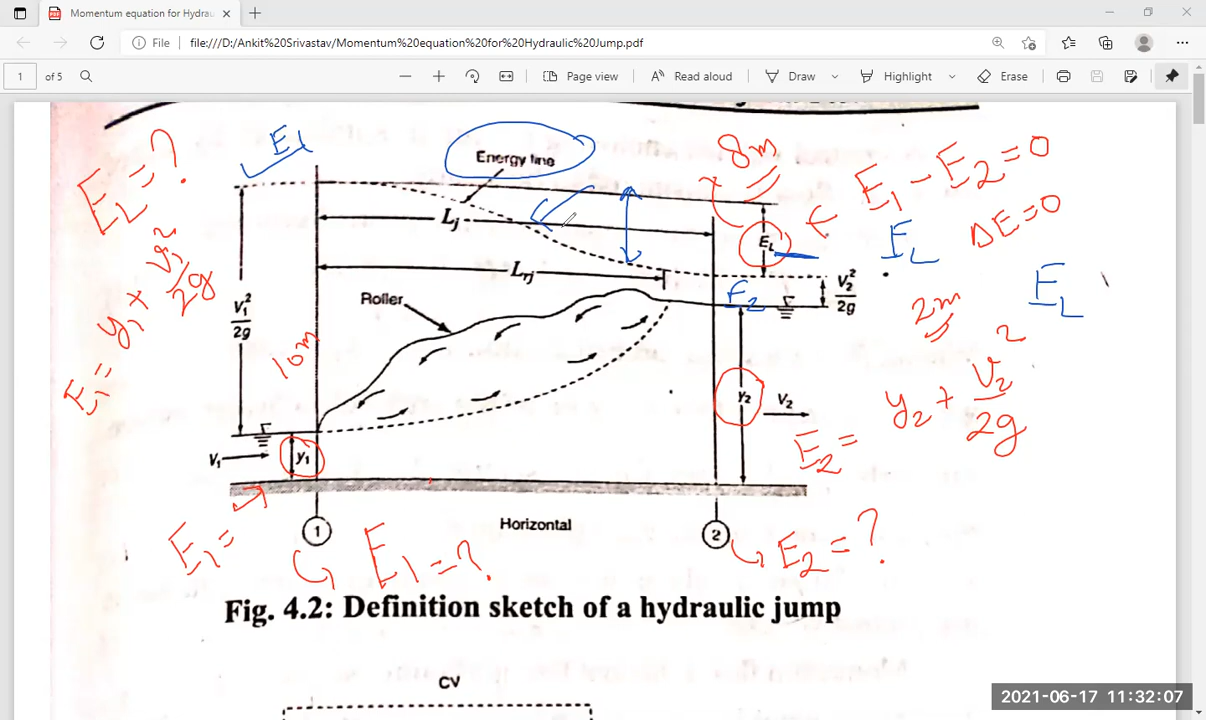 Momentum equation for Hydraul
File
file:///D:/Ankit%20Srivastav/Momentum%20equation%20for%20Hydraulic%20Jump.pdf
1 of 5
Page view
Read aloud
Draw
Highlight
Erase
E1
Energy line
8m
E1 - E2 = 0
EL = ?
Lj
EL
EL
ΔE = 0
E1 = y1 + V1²/2g
Lrj
V2²/2g
E2
EL
Roller
V1²/2g
2m
10m
y2
V2
E2 = y2 + V2²/2g
V1
y1
E1 =
1
Horizontal
2
E1 = ?
E2 = ?
Fig. 4.2: Definition sketch of a hydraulic jump
CV
2021-06-17 11:32:07